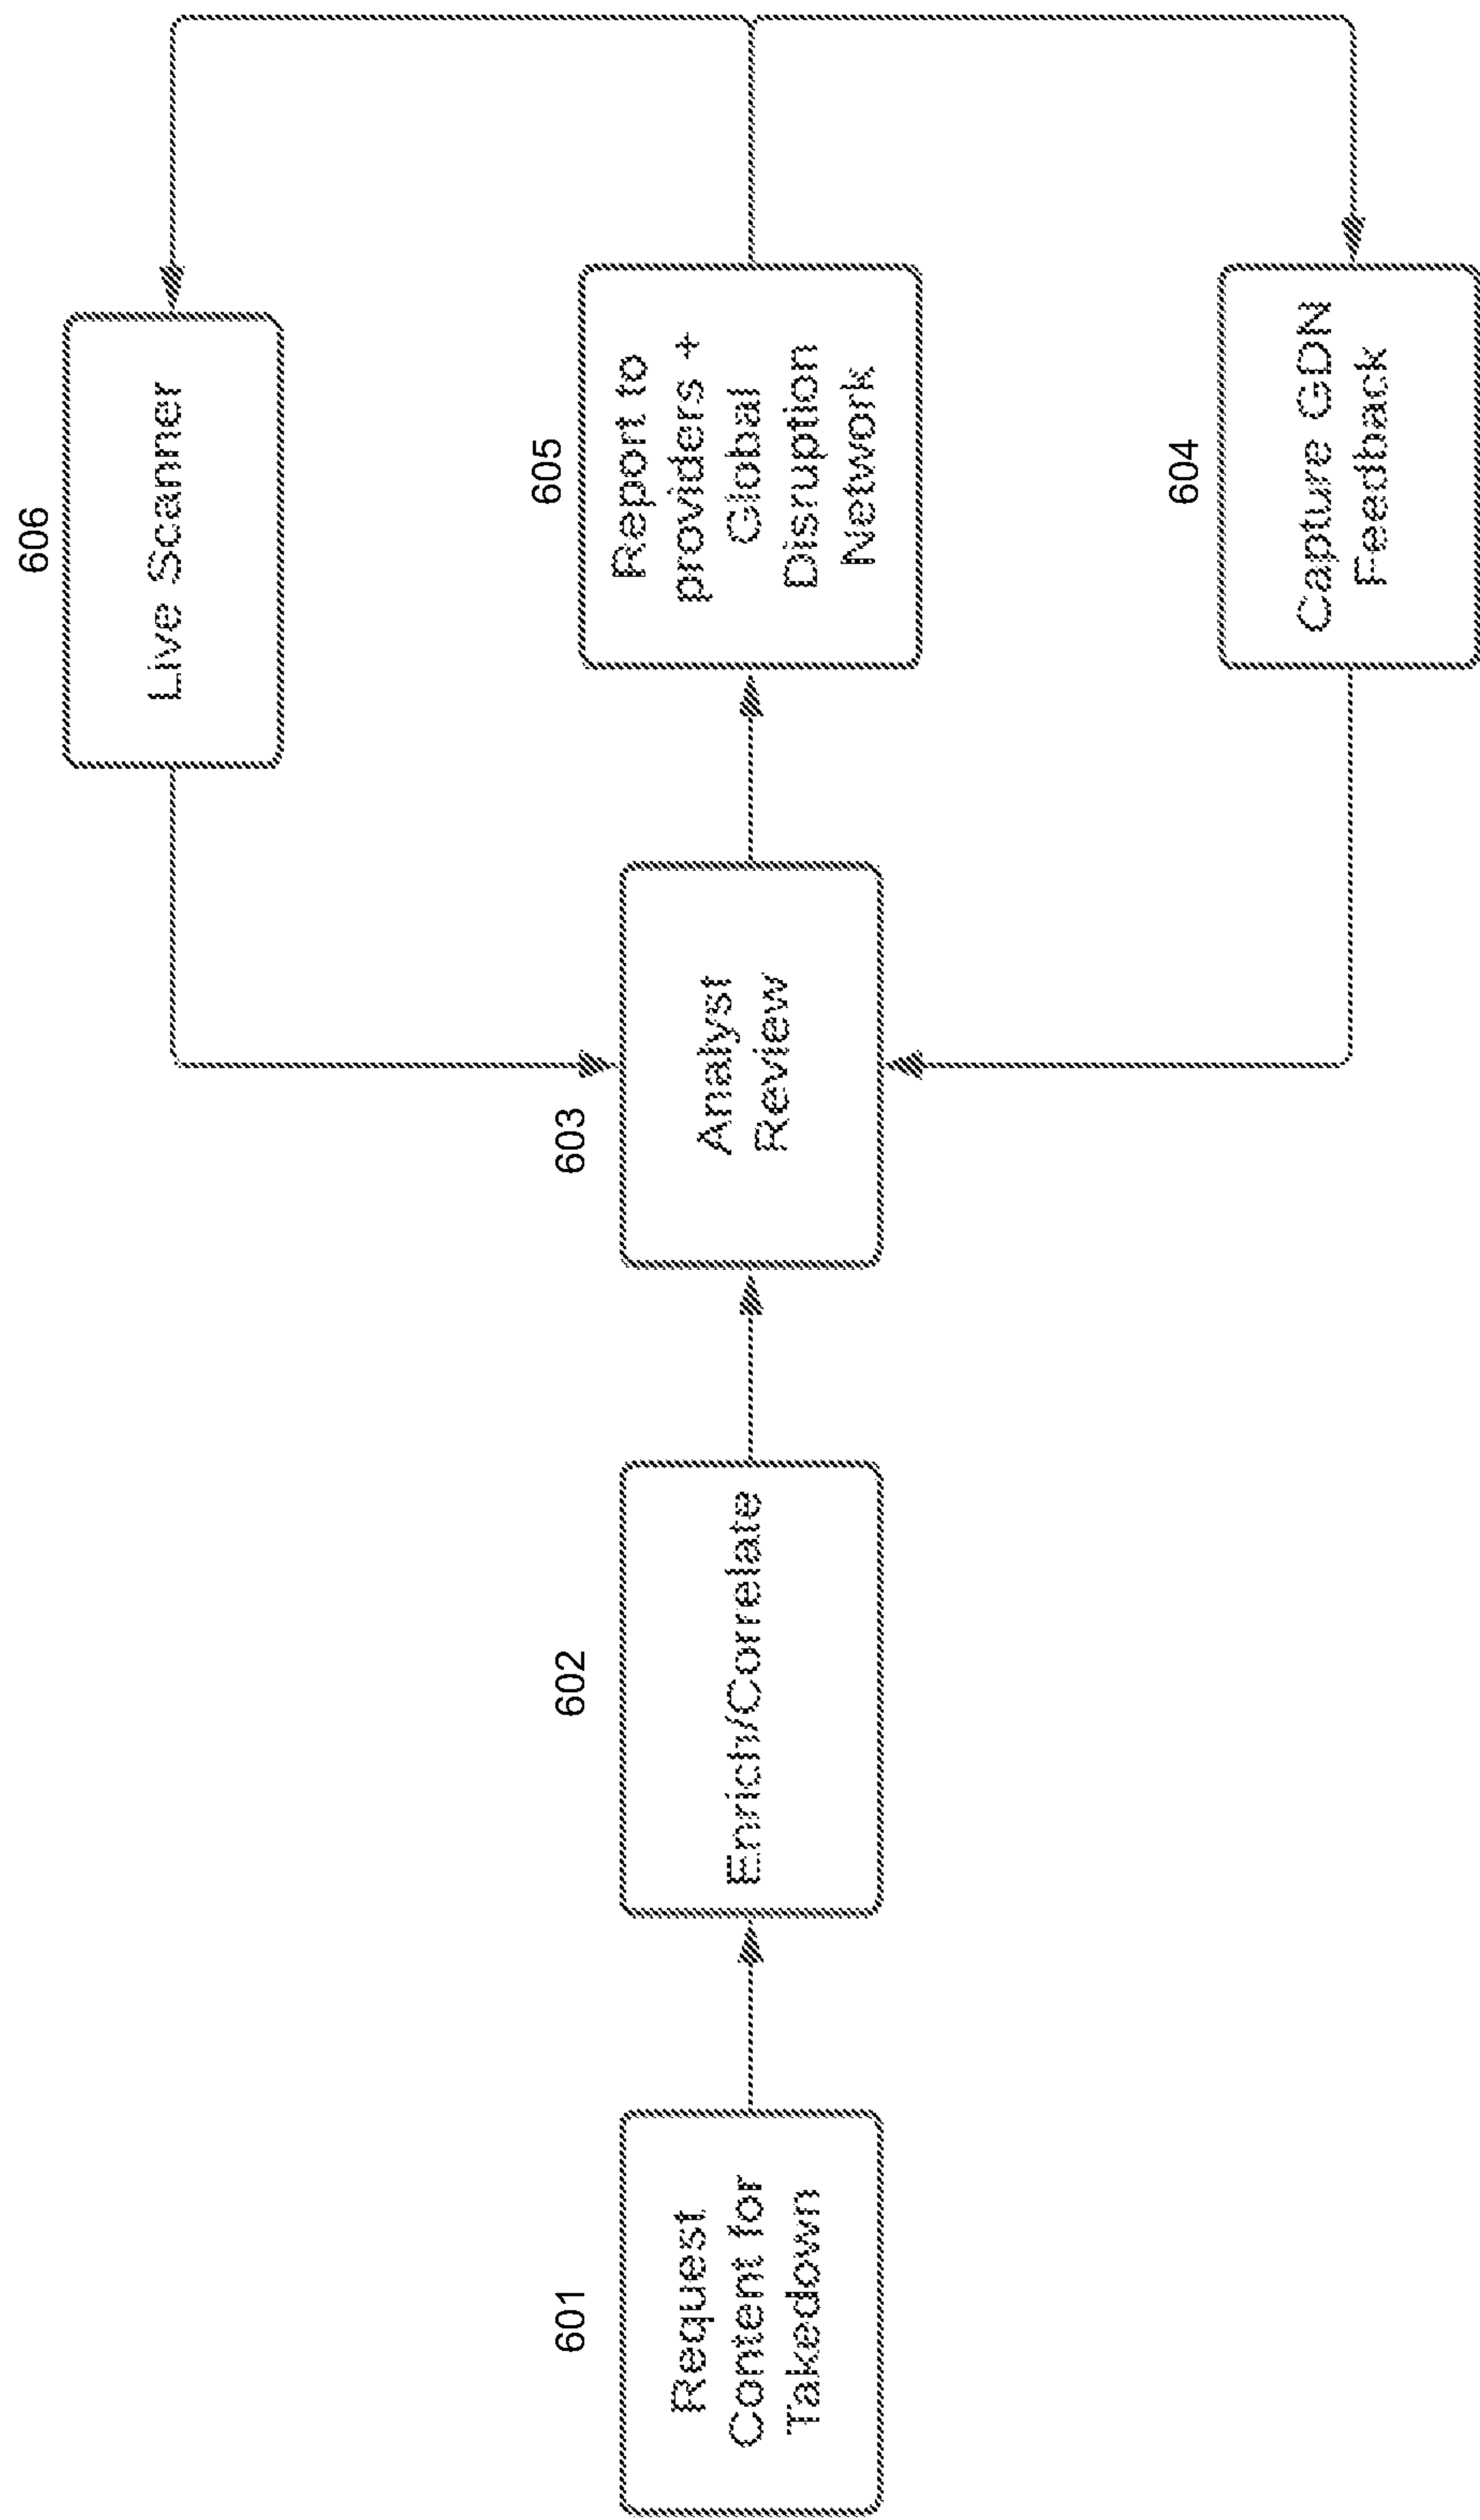 606
Live Scanner
601
Request
Content for
Takedown
602
Enrich/Correlate
603
Analyst
Review
605
Report to
providers +
Global
Disruption
Network
604
Capture GDN
Feedback